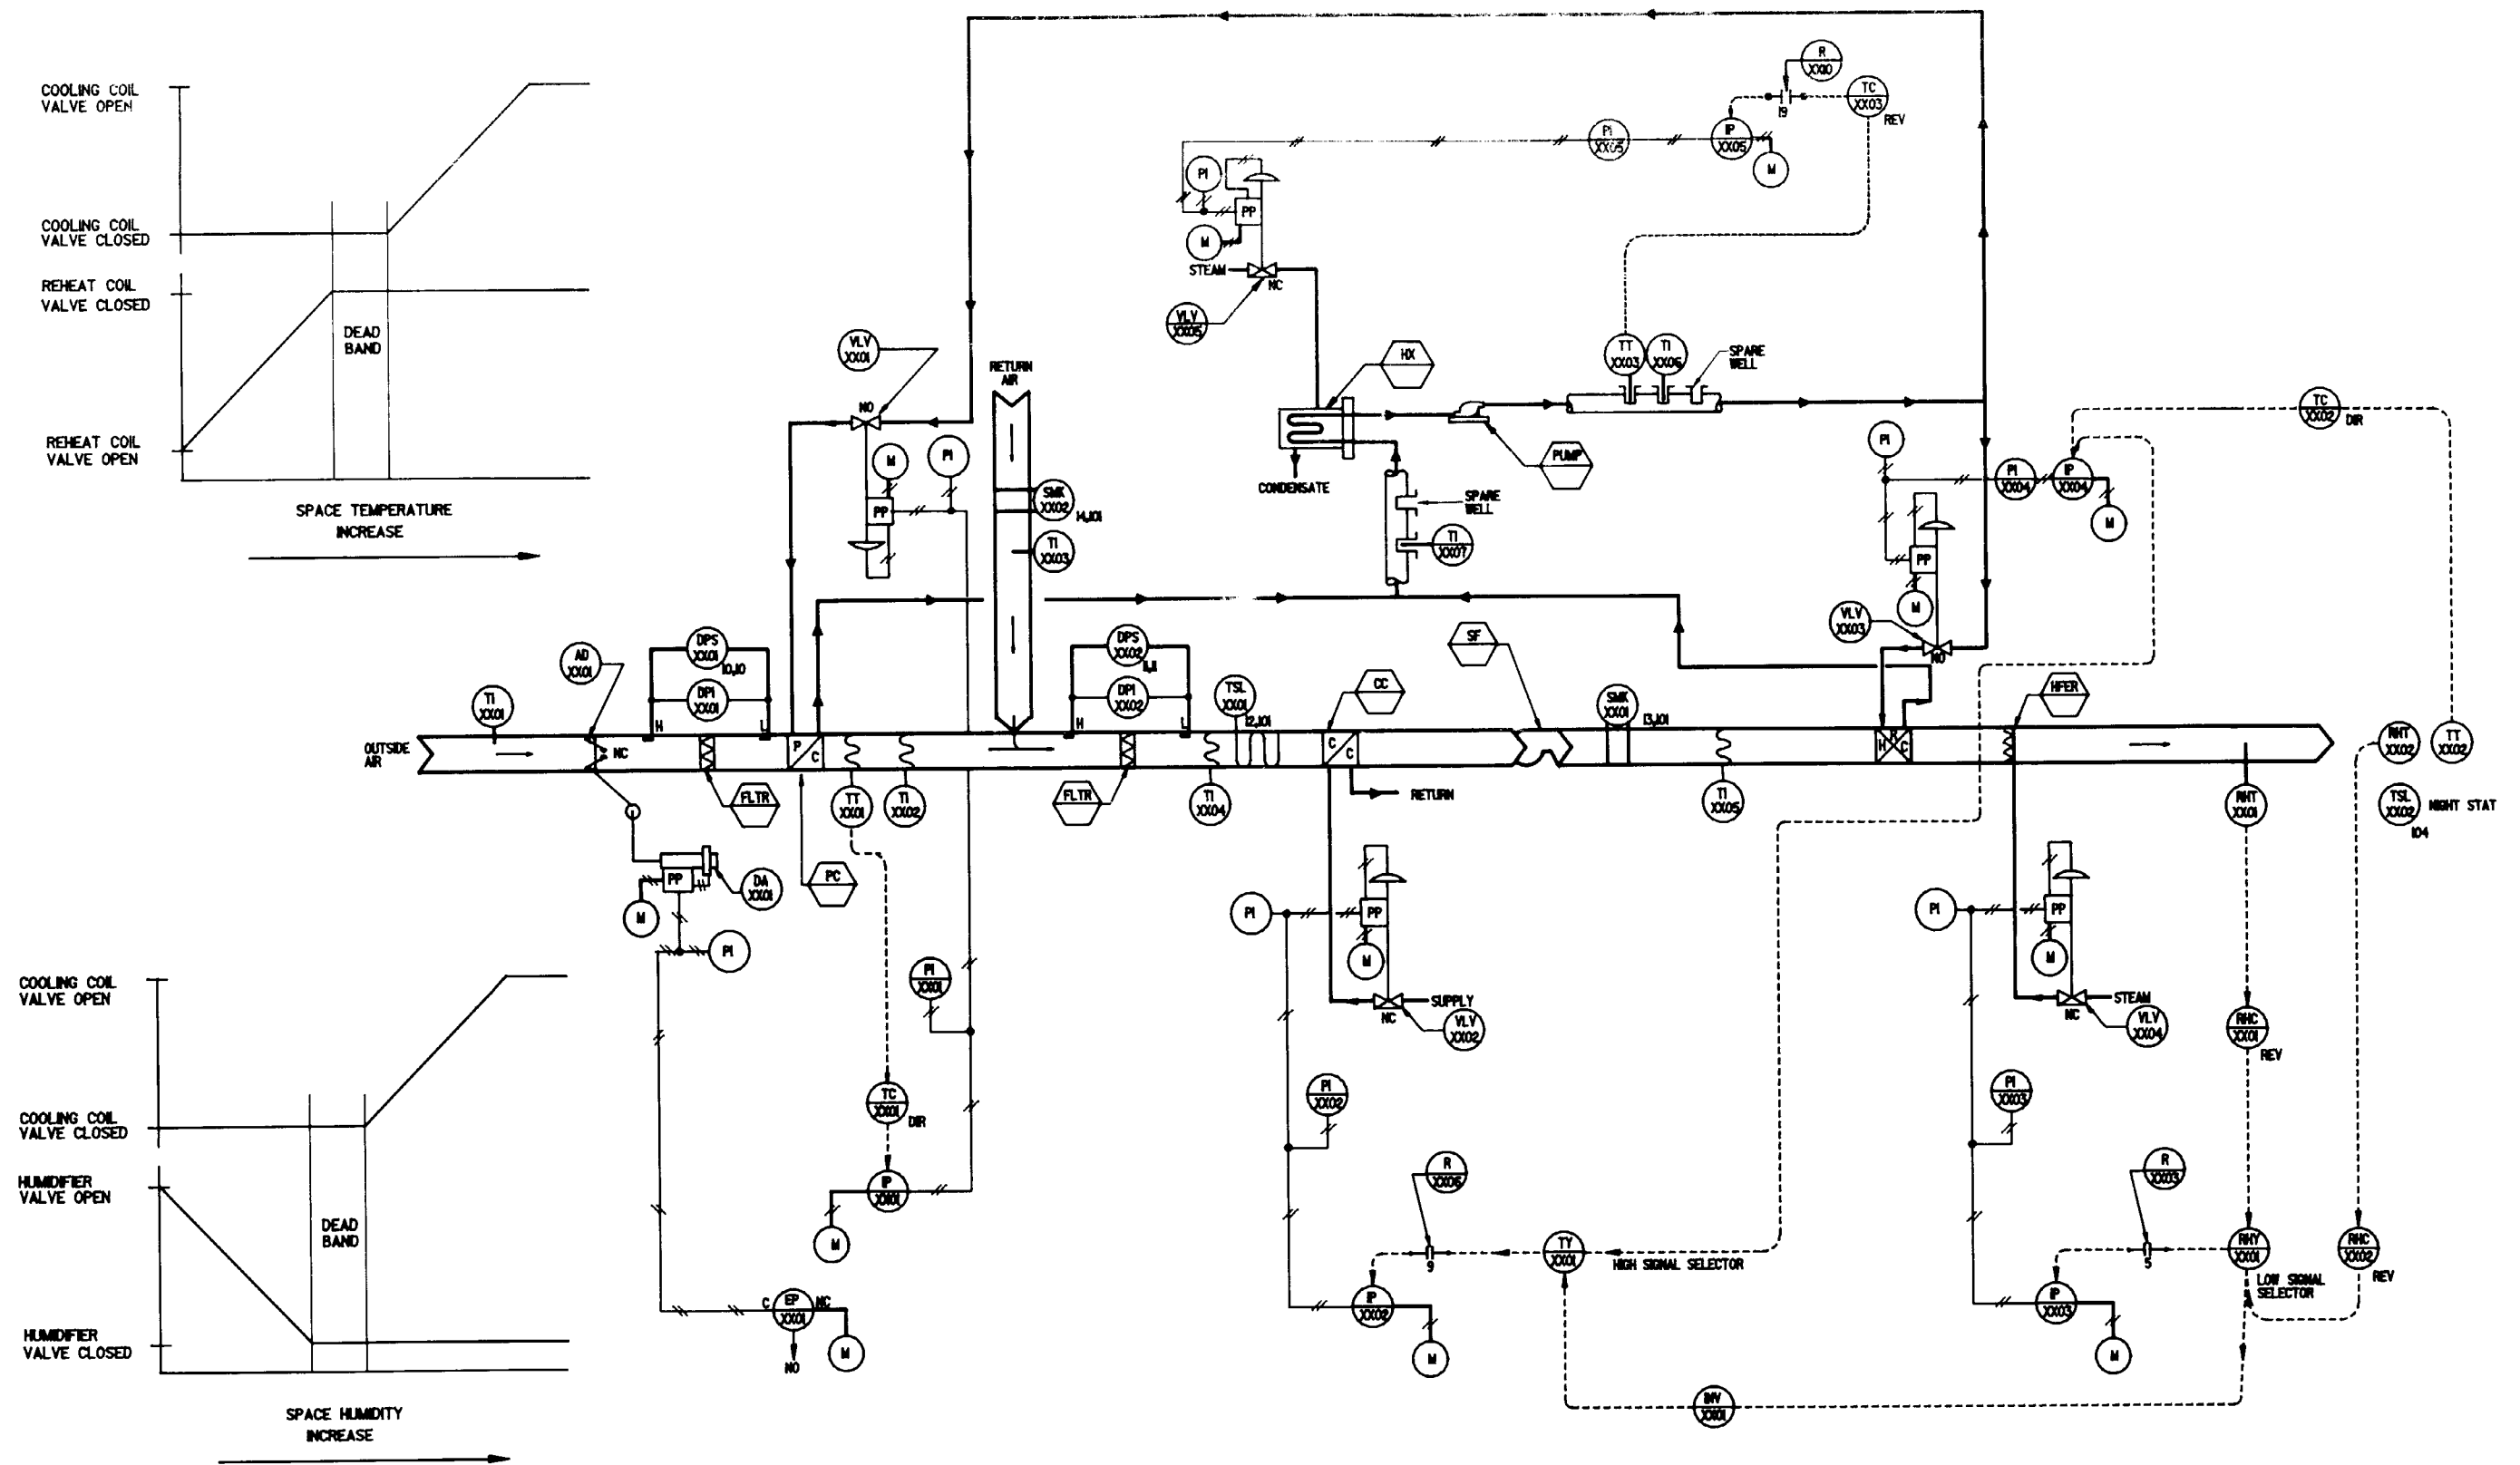 COOLING COIL
VALVE OPEN
COOLING COIL
VALVE CLOSED
REHEAT COIL
VALVE CLOSED
REHEAT COIL
VALVE OPEN
DEAD
BAND
SPACE TEMPERATURE
INCREASE
R
XX10
TC
XX03
REV
19
IP
XX05
PI
XX05
M
PI
PP
M
STEAM
NC
VLV
XX05
HX
TT
XX03
TI
XX06
SPARE
WELL
PUMP
CONDENSATE
SPARE
WELL
TI
XX07
VLV
XX01
NO
M
PI
PP
RETURN
AIR
SMK
XX02
14,101
TI
XX03
TC
XX02
DIR
PI
PI
XX04
IP
XX04
M
PP
M
VLV
XX03
NO
TI
XX01
AD
XX01
DPS
XX01
10,10
DPI
XX01
H
L
OUTSIDE
AIR
NC
FLTR
P
C
TT
XX01
TI
XX02
PC
DPS
XX02
11,11
DPI
XX02
H
L
FLTR
TSL
XX01
12,101
TI
XX04
CC
C
C
RETURN
SF
SMK
XX01
13,101
TI
XX05
H
R
C
HFER
RHT
XX01
RHT
XX02
TT
XX02
TSL
XX02
NIGHT STAT
104
PP
M
DA
XX01
PI
PI
XX01
TC
XX01
DIR
IP
XX01
M
C
EP
XX01
NC
NO
M
PI
PP
M
SUPPLY
NC
VLV
XX02
PI
XX02
R
XX06
9
IP
XX02
M
TY
XX01
HIGH SIGNAL SELECTOR
INV
XX01
PI
PP
M
STEAM
NC
VLV
XX04
PI
XX03
R
XX03
5
IP
XX03
M
RHC
XX01
REV
RHY
XX01
LOW SIGNAL
SELECTOR
RHC
XX02
REV
COOLING COIL
VALVE OPEN
COOLING COIL
VALVE CLOSED
HUMIDIFIER
VALVE OPEN
HUMIDIFIER
VALVE CLOSED
DEAD
BAND
SPACE HUMIDITY
INCREASE